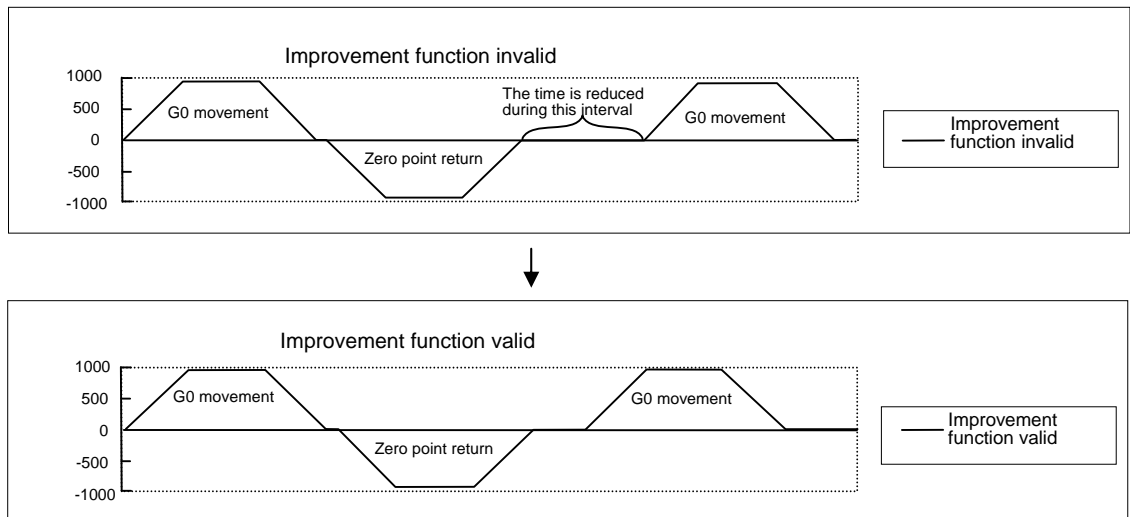 Improvement function invalid
1000
500
0
-500
-1000
G0 movement
Zero point return
The time is reduced
during this interval
G0 movement
Improvement
function invalid
Improvement function valid
1000
500
0
-500
-1000
G0 movement
Zero point return
G0 movement
Improvement
function valid